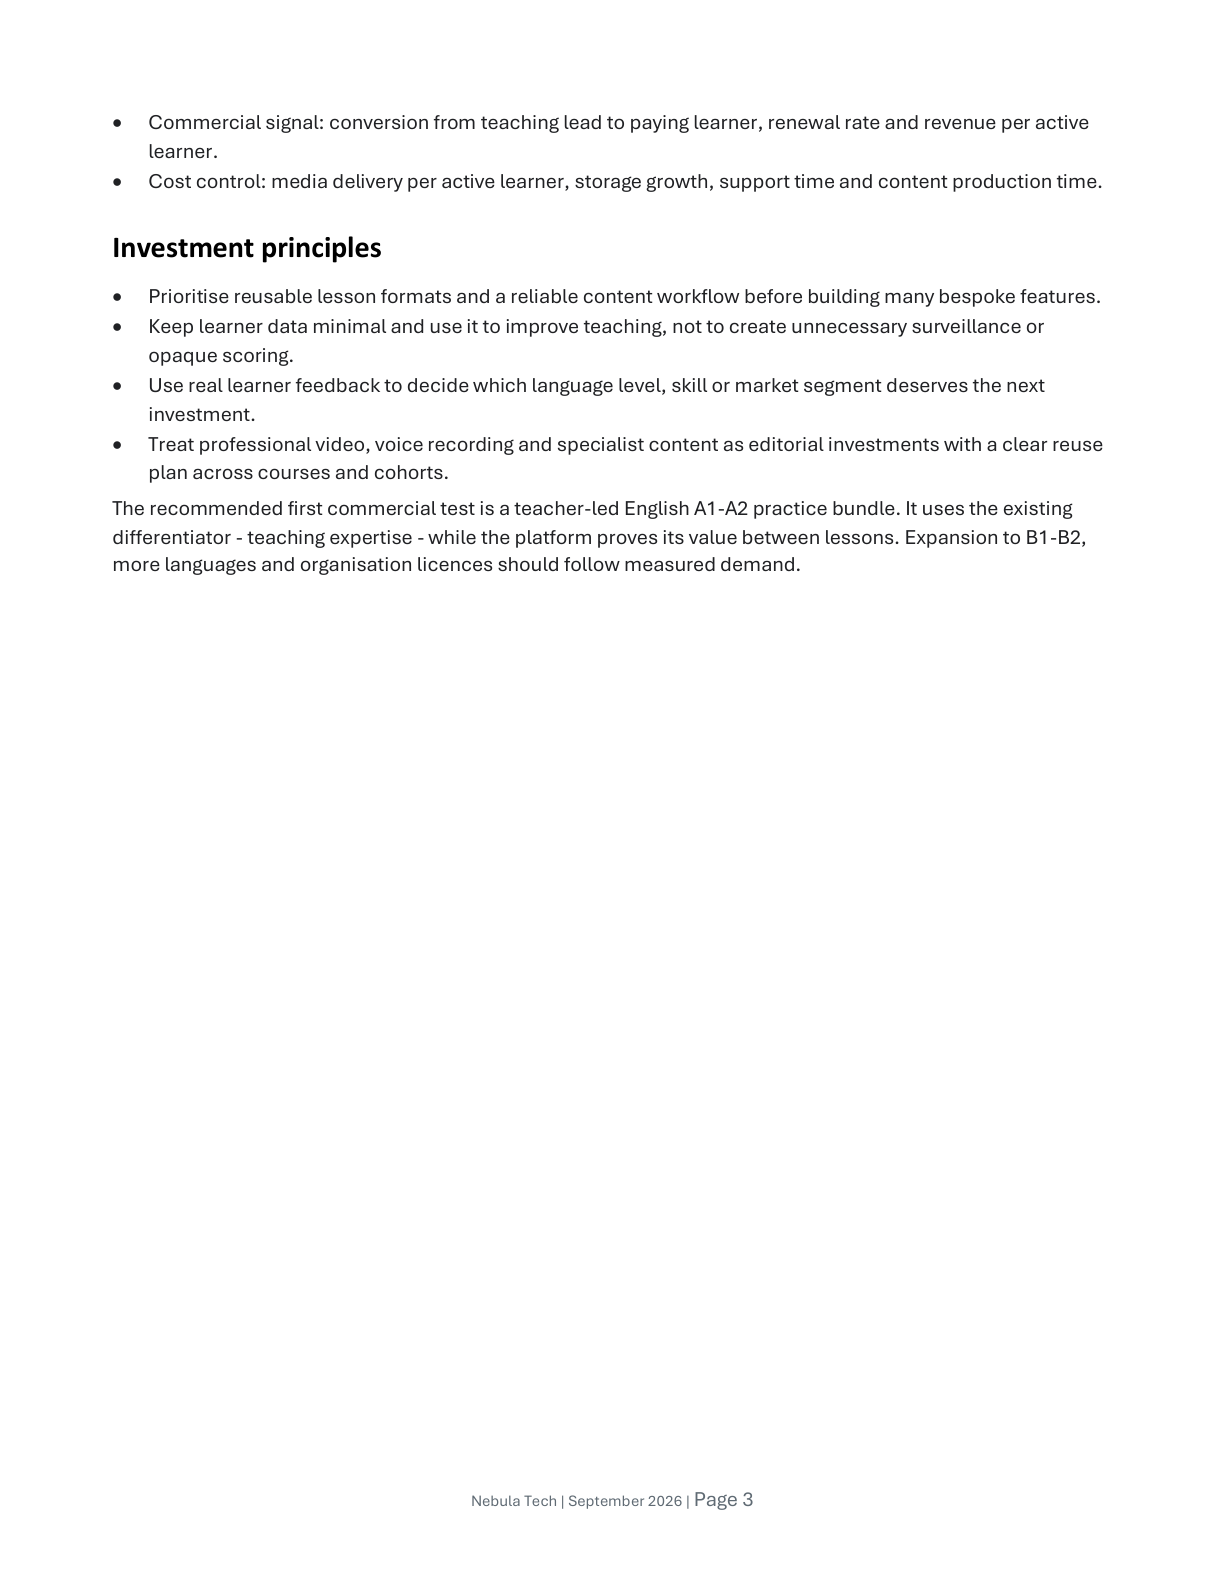 • Commercial signal: conversion from teaching lead to paying learner, renewal rate and revenue per active
learner.
• Cost control: media delivery per active learner, storage growth, support time and content production time.
Investment principles
• Prioritise reusable lesson formats and a reliable content workflow before building many bespoke features.
• Keep learner data minimal and use it to improve teaching, not to create unnecessary surveillance or
opaque scoring.
• Use real learner feedback to decide which language level, skill or market segment deserves the next
investment.
• Treat professional video, voice recording and specialist content as editorial investments with a clear reuse
plan across courses and cohorts.
The recommended first commercial test is a teacher-led English A1-A2 practice bundle. It uses the existing
differentiator - teaching expertise - while the platform proves its value between lessons. Expansion to B1-B2,
more languages and organisation licences should follow measured demand.
Nebula Tech | September 2026 | Page 3